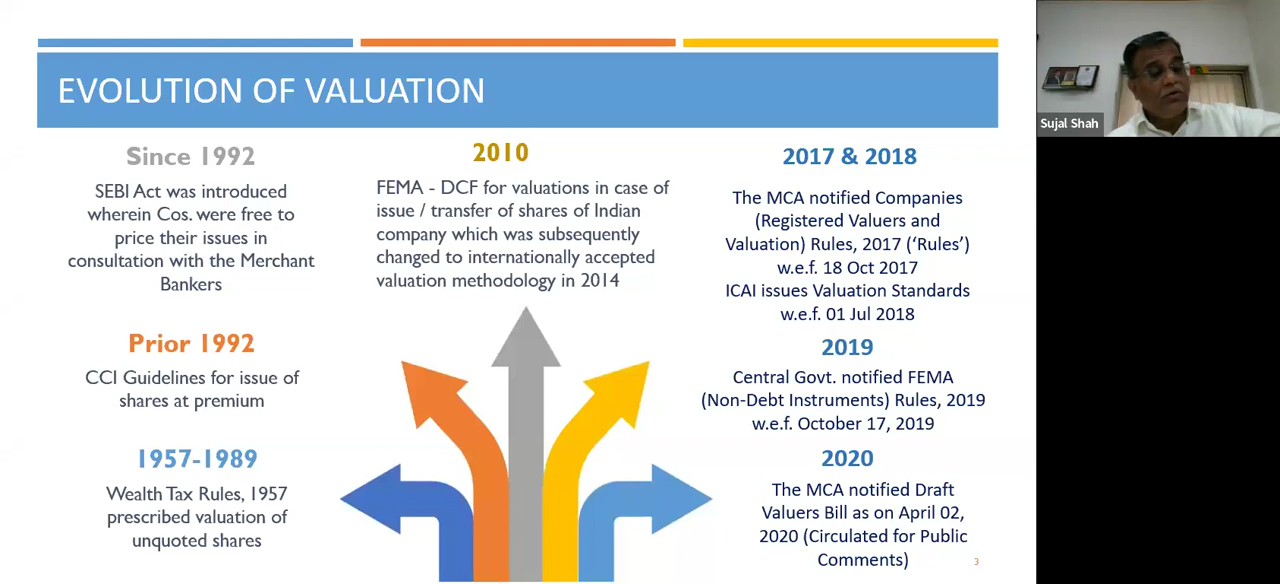 EVOLUTION OF VALUATION
Since 1992
SEBI Act was introduced
wherein Cos. were free to
price their issues in
consultation with the Merchant
Bankers
Prior 1992
CCI Guidelines for issue of
shares at premium
1957-1989
Wealth Tax Rules, 1957
prescribed valuation of
unquoted shares
2010
FEMA - DCF for valuations in case of
issue / transfer of shares of Indian
company which was subsequently
changed to internationally accepted
valuation methodology in 2014
2017 & 2018
The MCA notified Companies
(Registered Valuers and
Valuation) Rules, 2017 (‘Rules’)
w.e.f. 18 Oct 2017
ICAI issues Valuation Standards
w.e.f. 01 Jul 2018
2019
Central Govt. notified FEMA
(Non-Debt Instruments) Rules, 2019
w.e.f. October 17, 2019
2020
The MCA notified Draft
Valuers Bill as on April 02,
2020 (Circulated for Public
Comments)
3
Sujal Shah